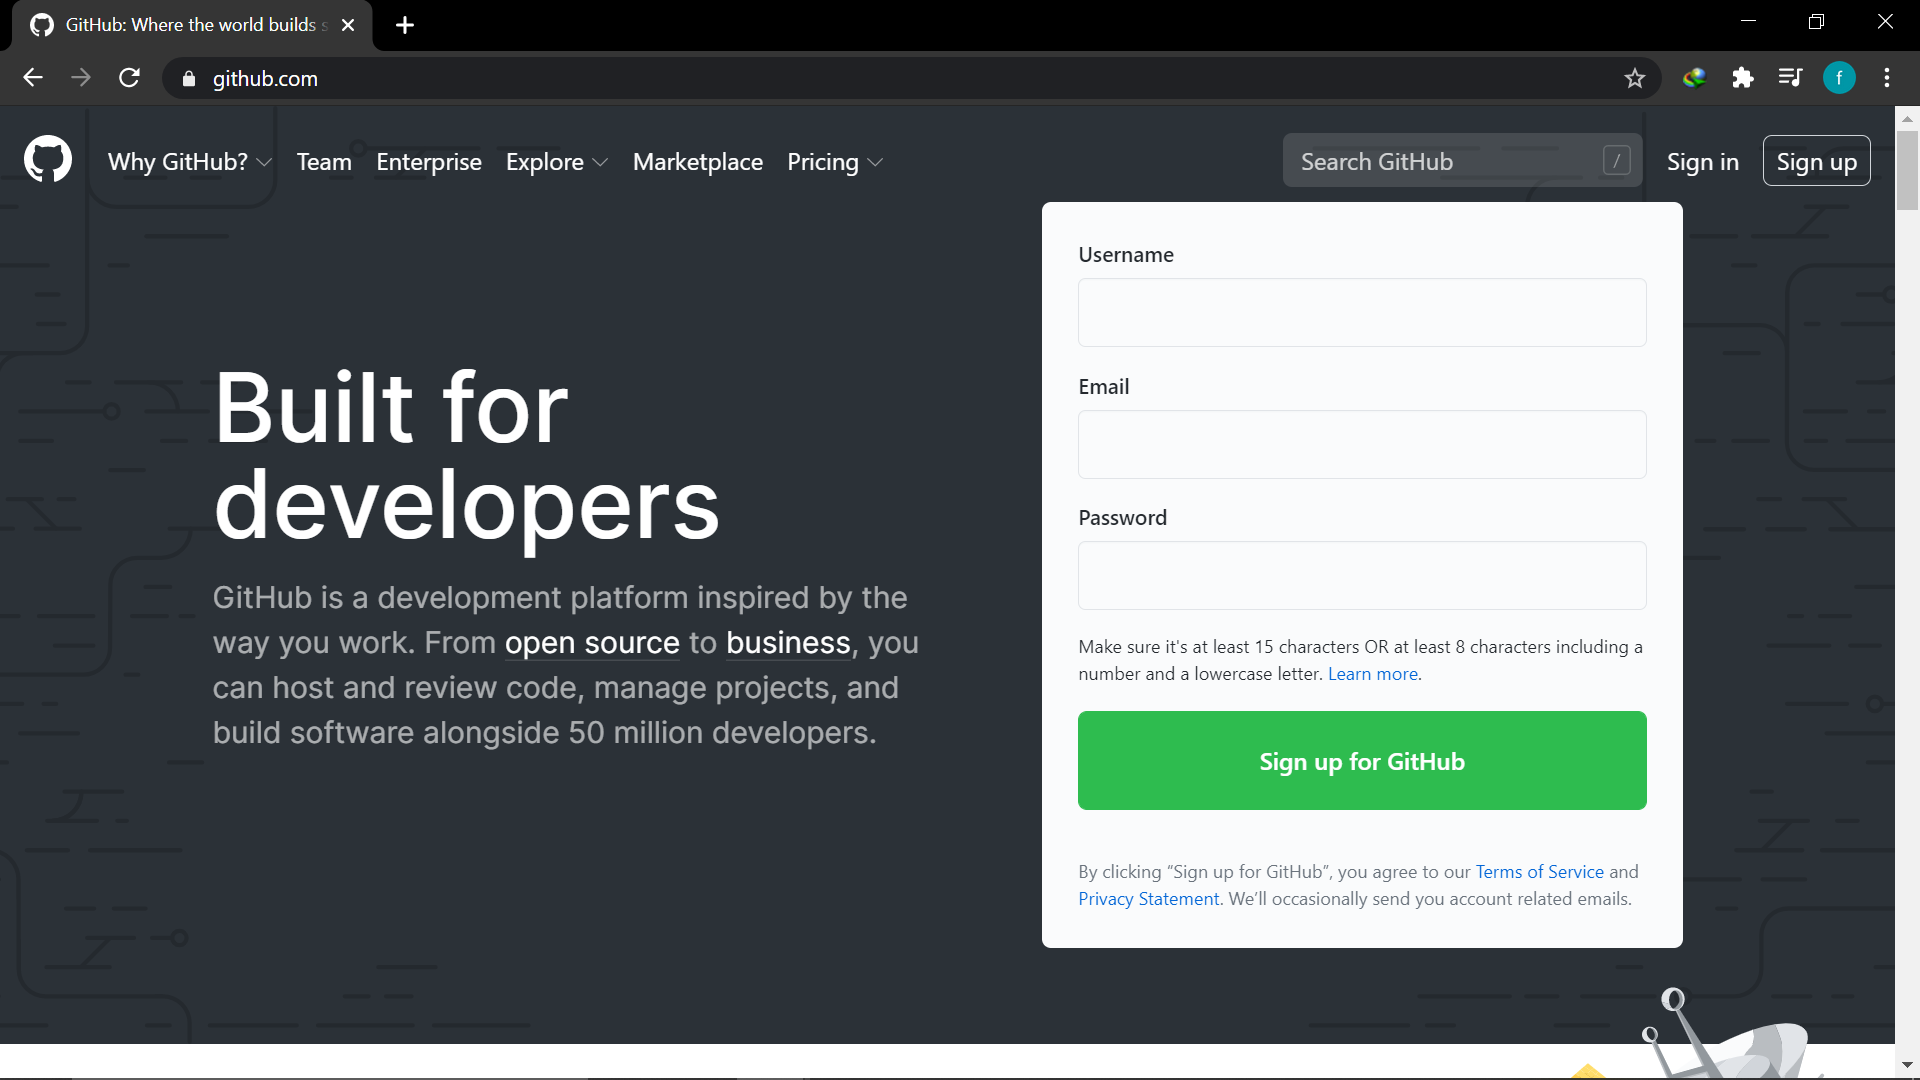 GitHub: Where the world builds s
github.com
f
Why GitHub? Team Enterprise Explore Marketplace Pricing Search GitHub / Sign in Sign up
Built for
developers
GitHub is a development platform inspired by the
way you work. From open source to business, you
can host and review code, manage projects, and
build software alongside 50 million developers.
Username
Email
Password
Make sure it's at least 15 characters OR at least 8 characters including a
number and a lowercase letter. Learn more.
Sign up for GitHub
By clicking “Sign up for GitHub”, you agree to our Terms of Service and
Privacy Statement. We’ll occasionally send you account related emails.